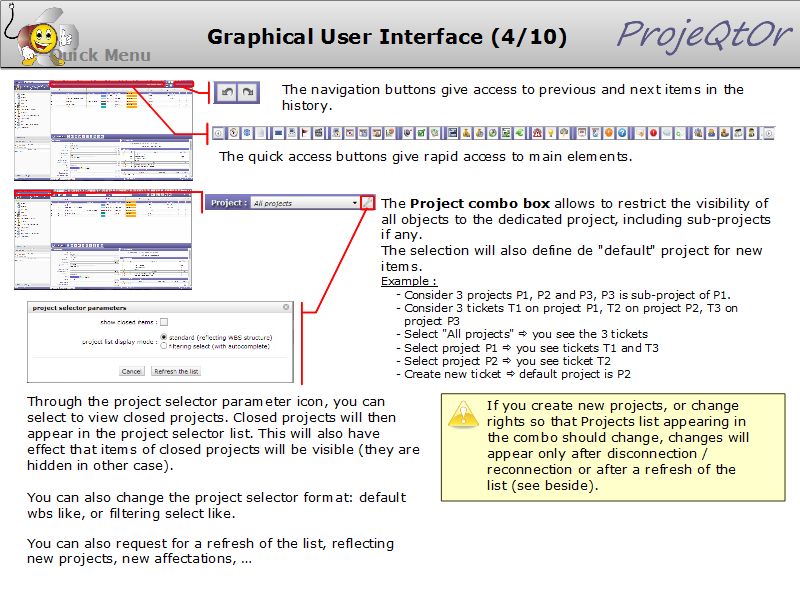 Graphical User Interface (4/10)
ProjeQtOr
Quick Menu
The navigation buttons give access to previous and next items in the
history.
The quick access buttons give rapid access to main elements.
Project : All projects
The Project combo box allows to restrict the visibility of
all objects to the dedicated project, including sub-projects
if any.
The selection will also define de "default" project for new
items.
Example :
- Consider 3 projects P1, P2 and P3, P3 is sub-project of P1.
- Consider 3 tickets T1 on project P1, T2 on project P2, T3 on
project P3
- Select "All projects" ⇨ you see the 3 tickets
- Select project P1 ⇨ you see tickets T1 and T3
- Select project P2 ⇨ you see ticket T2
- Create new ticket ⇨ default project is P2
project selector parameters
show closed items :
project list display mode : standard (reflecting WBS structure)
filtering select (with autocomplete)
Cancel Refresh the list
Through the project selector parameter icon, you can
select to view closed projects. Closed projects will then
appear in the project selector list. This will also have
effect that items of closed projects will be visible (they are
hidden in other case).
You can also change the project selector format: default
wbs like, or filtering select like.
You can also request for a refresh of the list, reflecting
new projects, new affectations, ...
If you create new projects, or change
rights so that Projects list appearing in
the combo should change, changes will
appear only after disconnection /
reconnection or after a refresh of the
list (see beside).